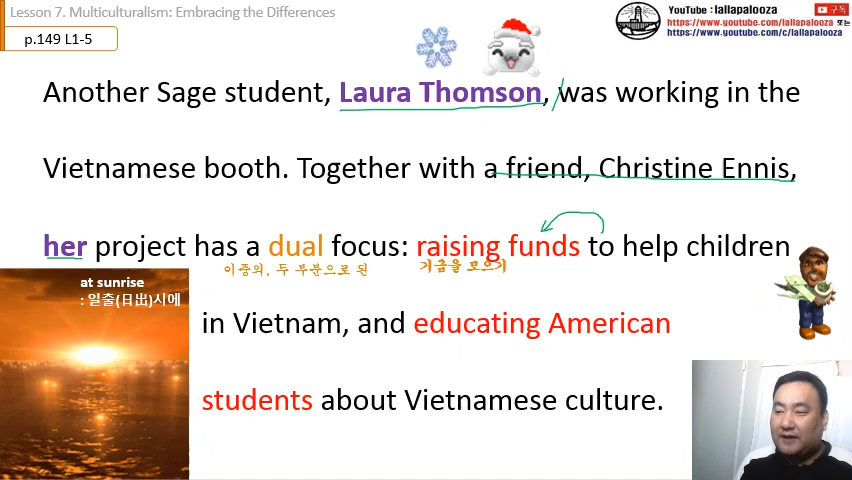 Lesson 7. Multiculturalism: Embracing the Differences
p.149 L1-5
YouTube : lallapalooza
구독
https://www.youtube.com/lallapalooza 또는
https://www.youtube.com/c/lallapalooza
Another Sage student, Laura Thomson, was working in the
Vietnamese booth. Together with a friend, Christine Ennis,
her project has a dual focus: raising funds to help children
이중의, 두 부분으로 된
기금을 모으기
at sunrise
: 일출(日出)시에
in Vietnam, and educating American
students about Vietnamese culture.